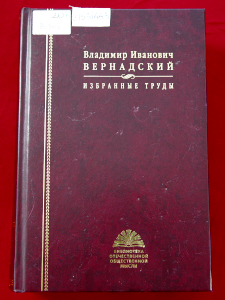 Владимир Иванович
ВЕРНАДСКИЙ
ИЗБРАННЫЕ ТРУДЫ
БИБЛИОТЕКА
ОТЕЧЕСТВЕННОЙ
ОБЩЕСТВЕННОЙ
МЫСЛИ